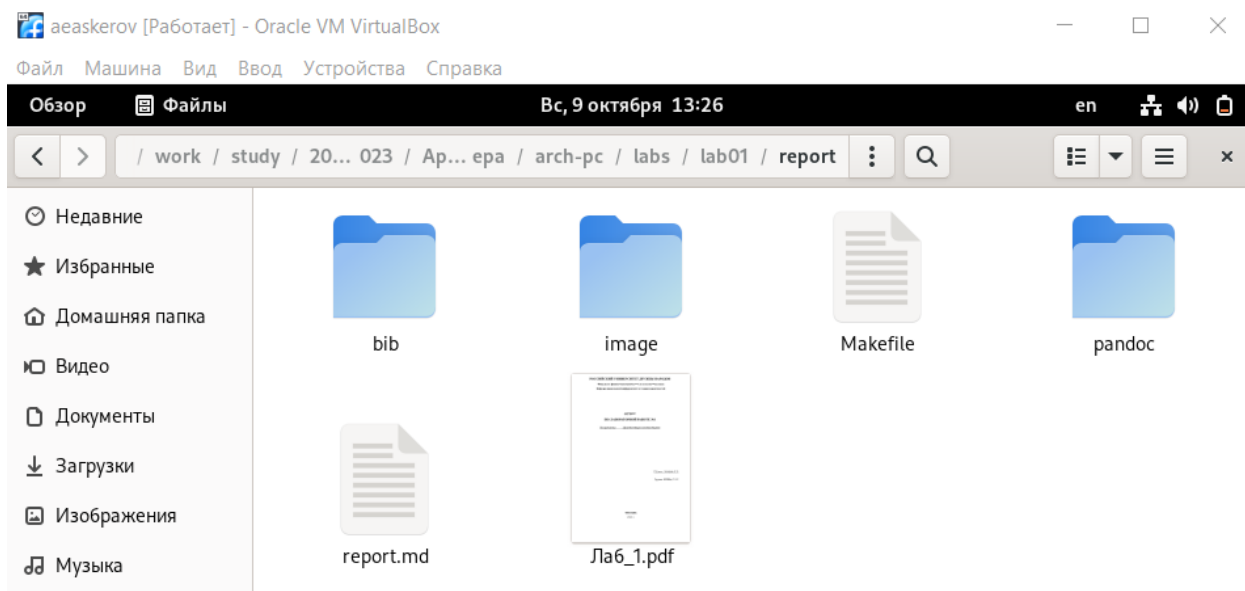 aeaskerov [Работает] - Oracle VM VirtualBox
Файл Машина Вид Ввод Устройства Справка
Обзор Файлы Вс, 9 октября 13:26 en
/ work / study / 20... 023 / Ар... ера / arch-pc / labs / lab01 / report
Недавние
Избранные
Домашняя папка
Видео
Документы
Загрузки
Изображения
Музыка
bib image Makefile pandoc
report.md Лаб_1.pdf